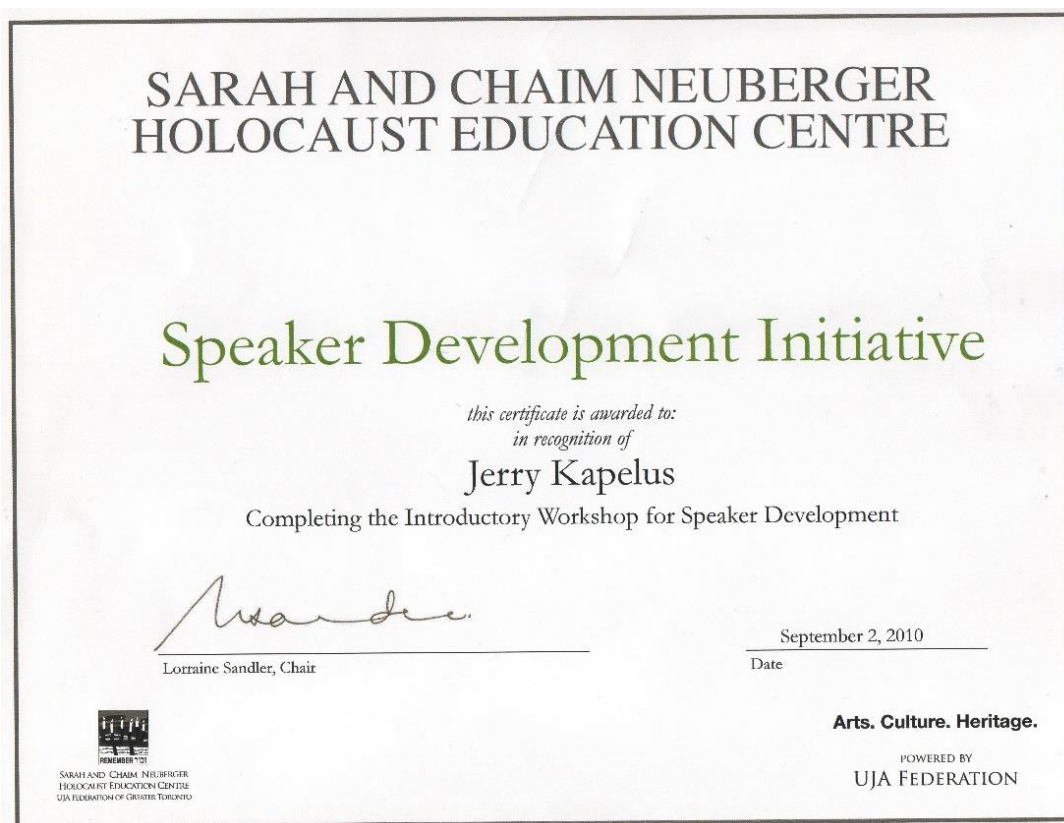 SARAH AND CHAIM NEUBERGER
HOLOCAUST EDUCATION CENTRE
Speaker Development Initiative
this certificate is awarded to:
in recognition of
Jerry Kapelus
Completing the Introductory Workshop for Speaker Development
September 2, 2010
Lorraine Sandler, Chair
Date
REMEMBER זכור
SARAH AND CHAIM NEUBERGER
HOLOCAUST EDUCATION CENTRE
UJA FEDERATION OF GREATER TORONTO
Arts. Culture. Heritage.
POWERED BY
UJA FEDERATION